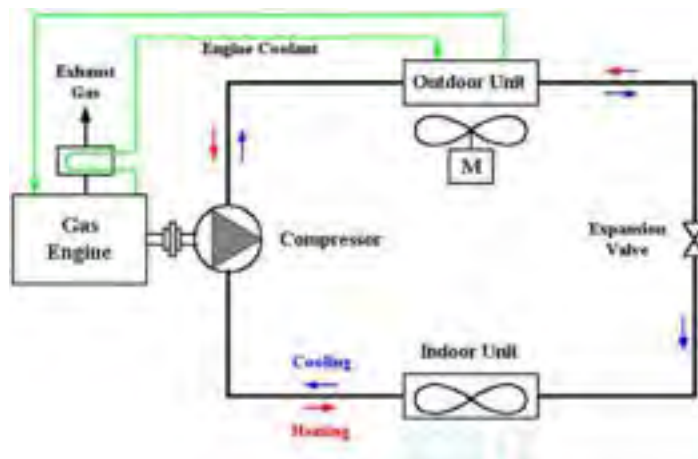 Engine Coolant
Exhaust
Gas
Outdoor Unit
M
Gas
Engine
Compressor
Expansion
Valve
Indoor Unit
Cooling
Heating